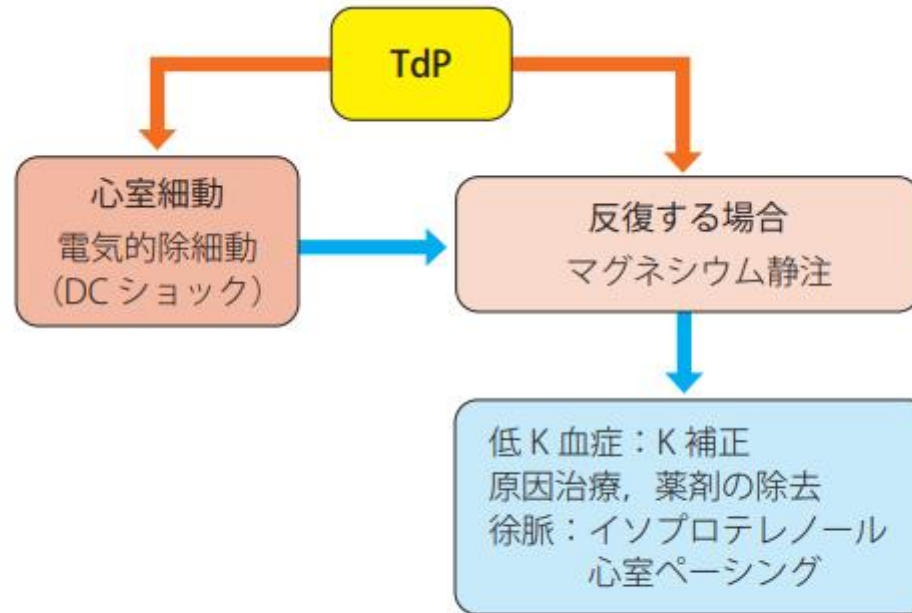 TdP
心室細動
電気的除細動
（DC ショック）
反復する場合
マグネシウム静注
低 K 血症：K 補正
原因治療，薬剤の除去
徐脈：イソプロテレノール
心室ペーシング